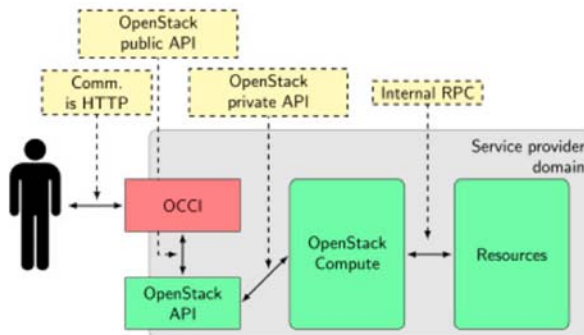 OpenStack
public API
Comm.
is HTTP
OpenStack
private API
Internal RPC
Service provider
domain
OCCI
OpenStack
API
OpenStack
Compute
Resources